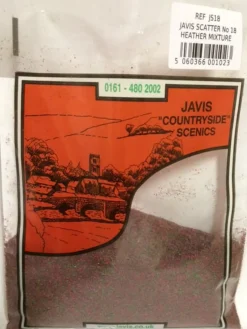 REF JS18
JAVIS SCATTER No 18
HEATHER MIXTURE
5 060366 001023
0161 - 480 2002
JAVIS
"COUNTRYSIDE"
SCENICS